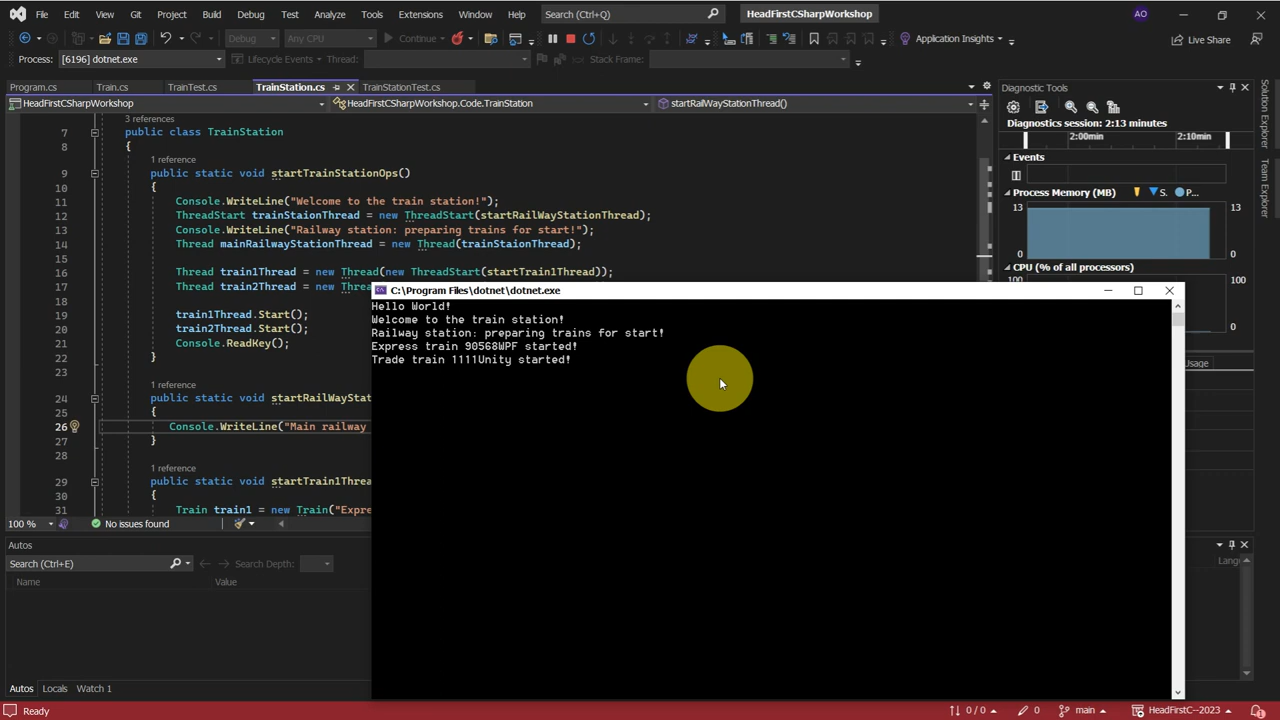 File Edit View Git Project Build Debug Test Analyze Tools Extensions Window Help Search (Ctrl+Q) HeadFirstCSharpWorkshop AO
Debug Any CPU Continue Application Insights Live Share
Process: [6196] dotnet.exe Lifecycle Events Thread: Stack Frame:
Program.cs Train.cs TrainTest.cs TrainStation.cs TrainStationTest.cs
HeadFirstCSharpWorkshop HeadFirstCSharpWorkshop.Code.TrainStation startRailWayStationThread()
3 references
7 public class TrainStation
8 {
1 reference
9 public static void startTrainStationOps()
10 {
11 Console.WriteLine("Welcome to the train station!");
12 ThreadStart trainStaionThread = new ThreadStart(startRailWayStationThread);
13 Console.WriteLine("Railway station: preparing trains for start!");
14 Thread mainRailwayStationThread = new Thread(trainStaionThread);
15
16 Thread train1Thread = new Thread(new ThreadStart(startTrain1Thread));
17 Thread train2Thread = new Threa
18
19 train1Thread.Start();
20 train2Thread.Start();
21 Console.ReadKey();
22 }
23
1 reference
24 public static void startRailWaySta
25 {
26 Console.WriteLine("Main railway
27 }
28
1 reference
29 public static void startTrain1Threa
30 {
31 Train train1 = new Train("Expre
100 % No issues found
Diagnostic Tools
Diagnostics session: 2:13 minutes
2:00min 2:10min
Events
Process Memory (MB) S. P...
13 13
0 0
CPU (% of all processors)
100 100
Usage
Solution Explorer
Team Explorer
C:\Program Files\dotnet\dotnet.exe
Hello World!
Welcome to the train station!
Railway station: preparing trains for start!
Express train 90568WPF started!
Trade train 1111Unity started!
Autos
Search (Ctrl+E) Search Depth:
Name Value Lang
Autos Locals Watch 1
Ready 0 / 0 0 main HeadFirstC--2023 1